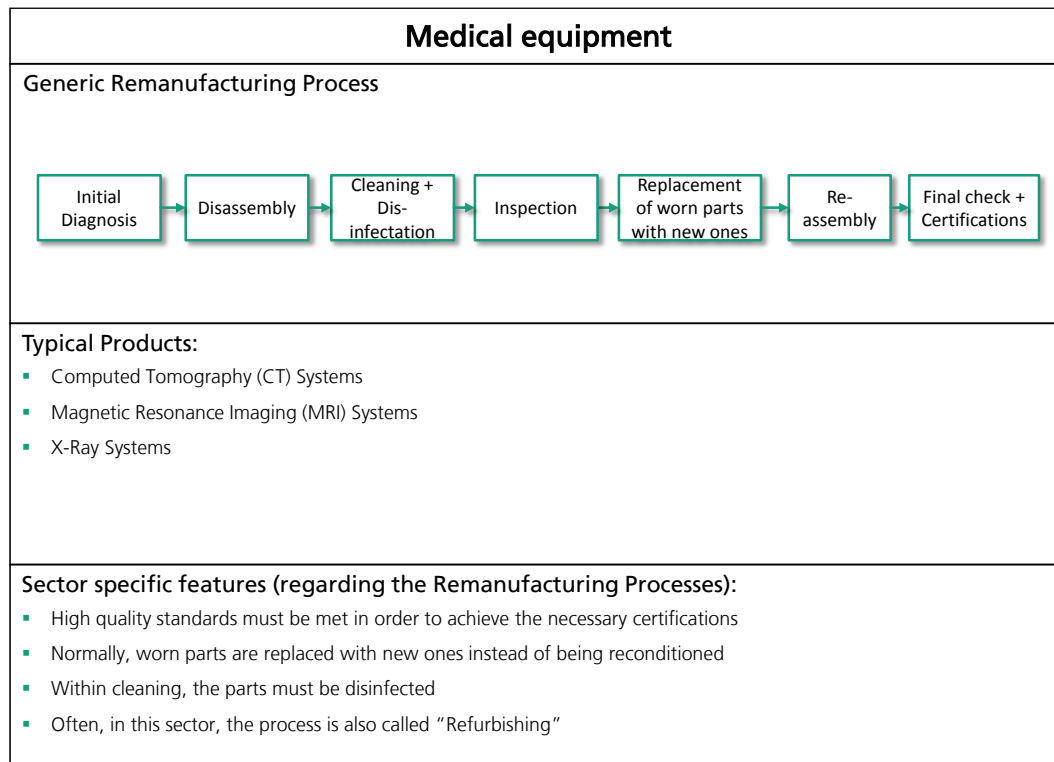 Medical equipment
Generic Remanufacturing Process
Initial
Diagnosis
Disassembly
Cleaning +
Dis-
infectation
Inspection
Replacement
of worn parts
with new ones
Re-
assembly
Final check +
Certifications
Typical Products:
▪ Computed Tomography (CT) Systems
▪ Magnetic Resonance Imaging (MRI) Systems
▪ X-Ray Systems
Sector specific features (regarding the Remanufacturing Processes):
▪ High quality standards must be met in order to achieve the necessary certifications
▪ Normally, worn parts are replaced with new ones instead of being reconditioned
▪ Within cleaning, the parts must be disinfected
▪ Often, in this sector, the process is also called “Refurbishing”